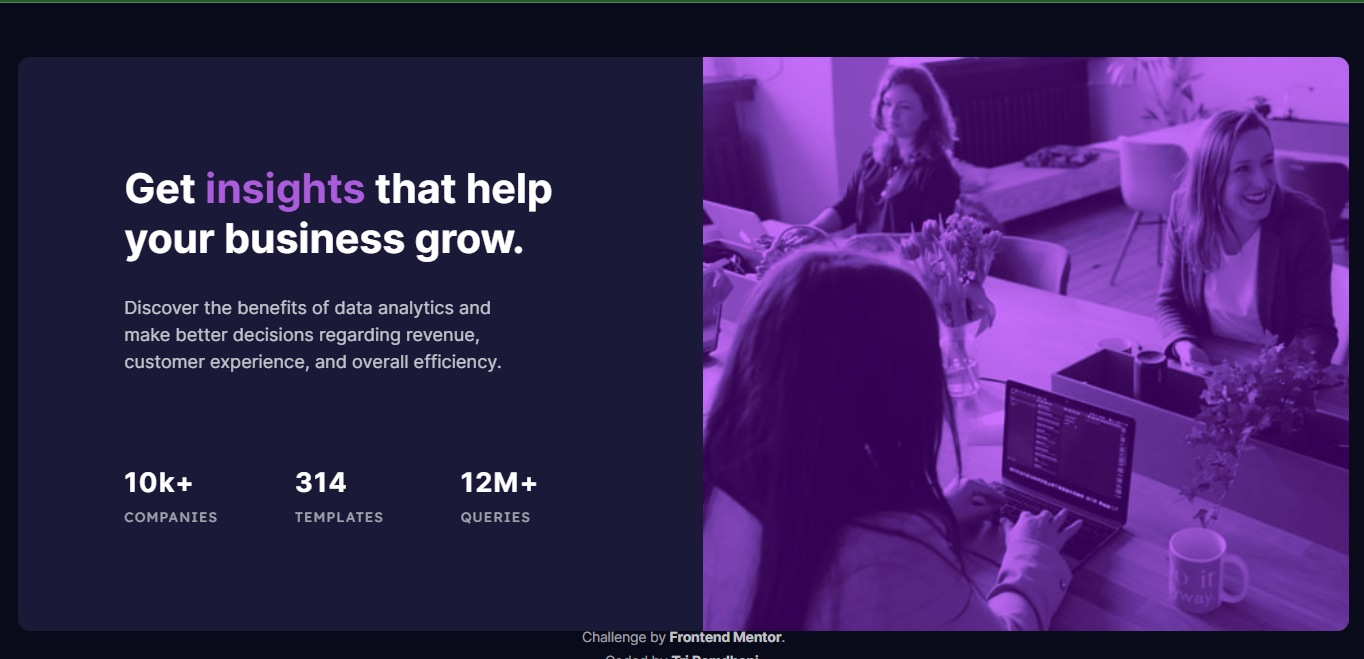 Get insights that help
your business grow.
Discover the benefits of data analytics and
make better decisions regarding revenue,
customer experience, and overall efficiency.
10k+ 314 12M+
COMPANIES TEMPLATES QUERIES
Challenge by Frontend Mentor.
Coded by Tri